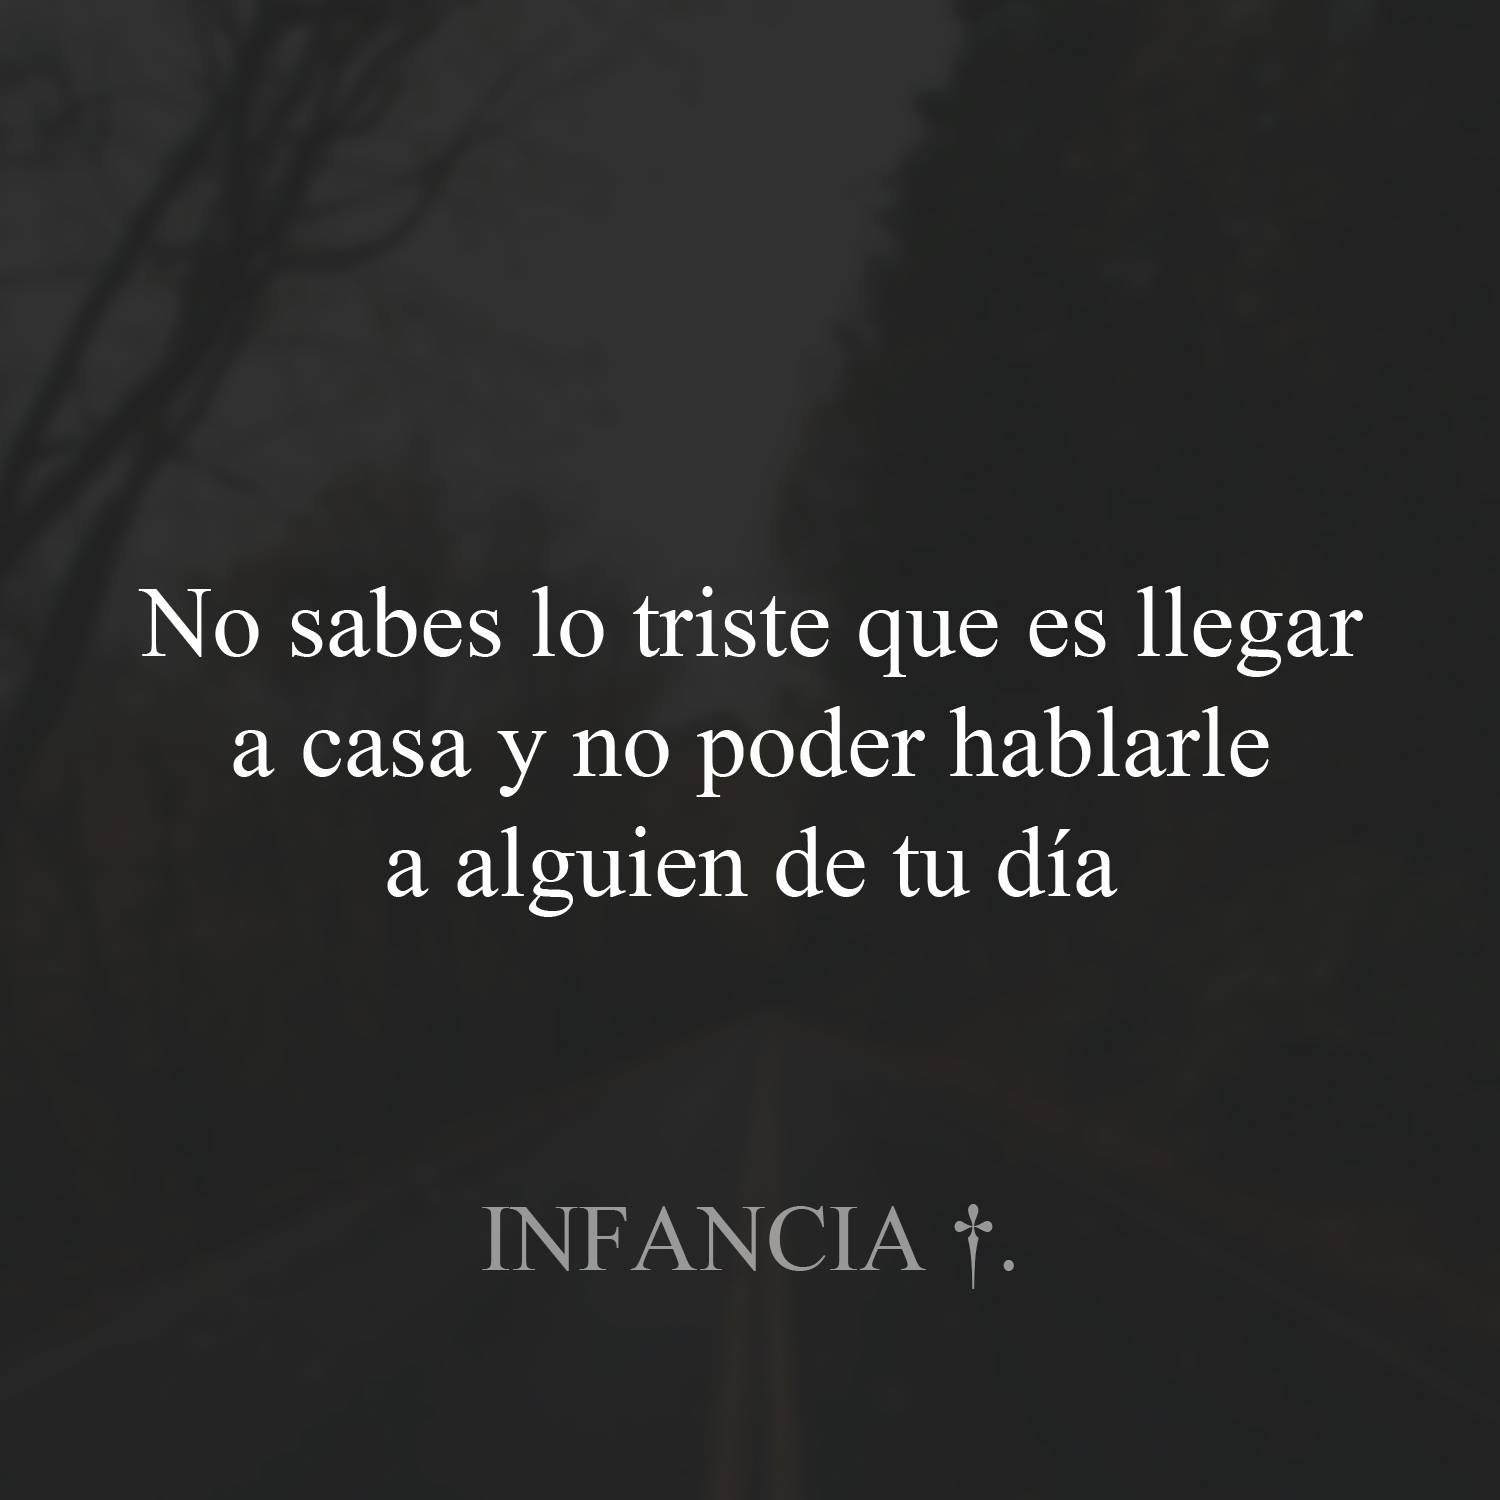 No sabes lo triste que es llegar
a casa y no poder hablarle
a alguien de tu día
INFANCIA †.